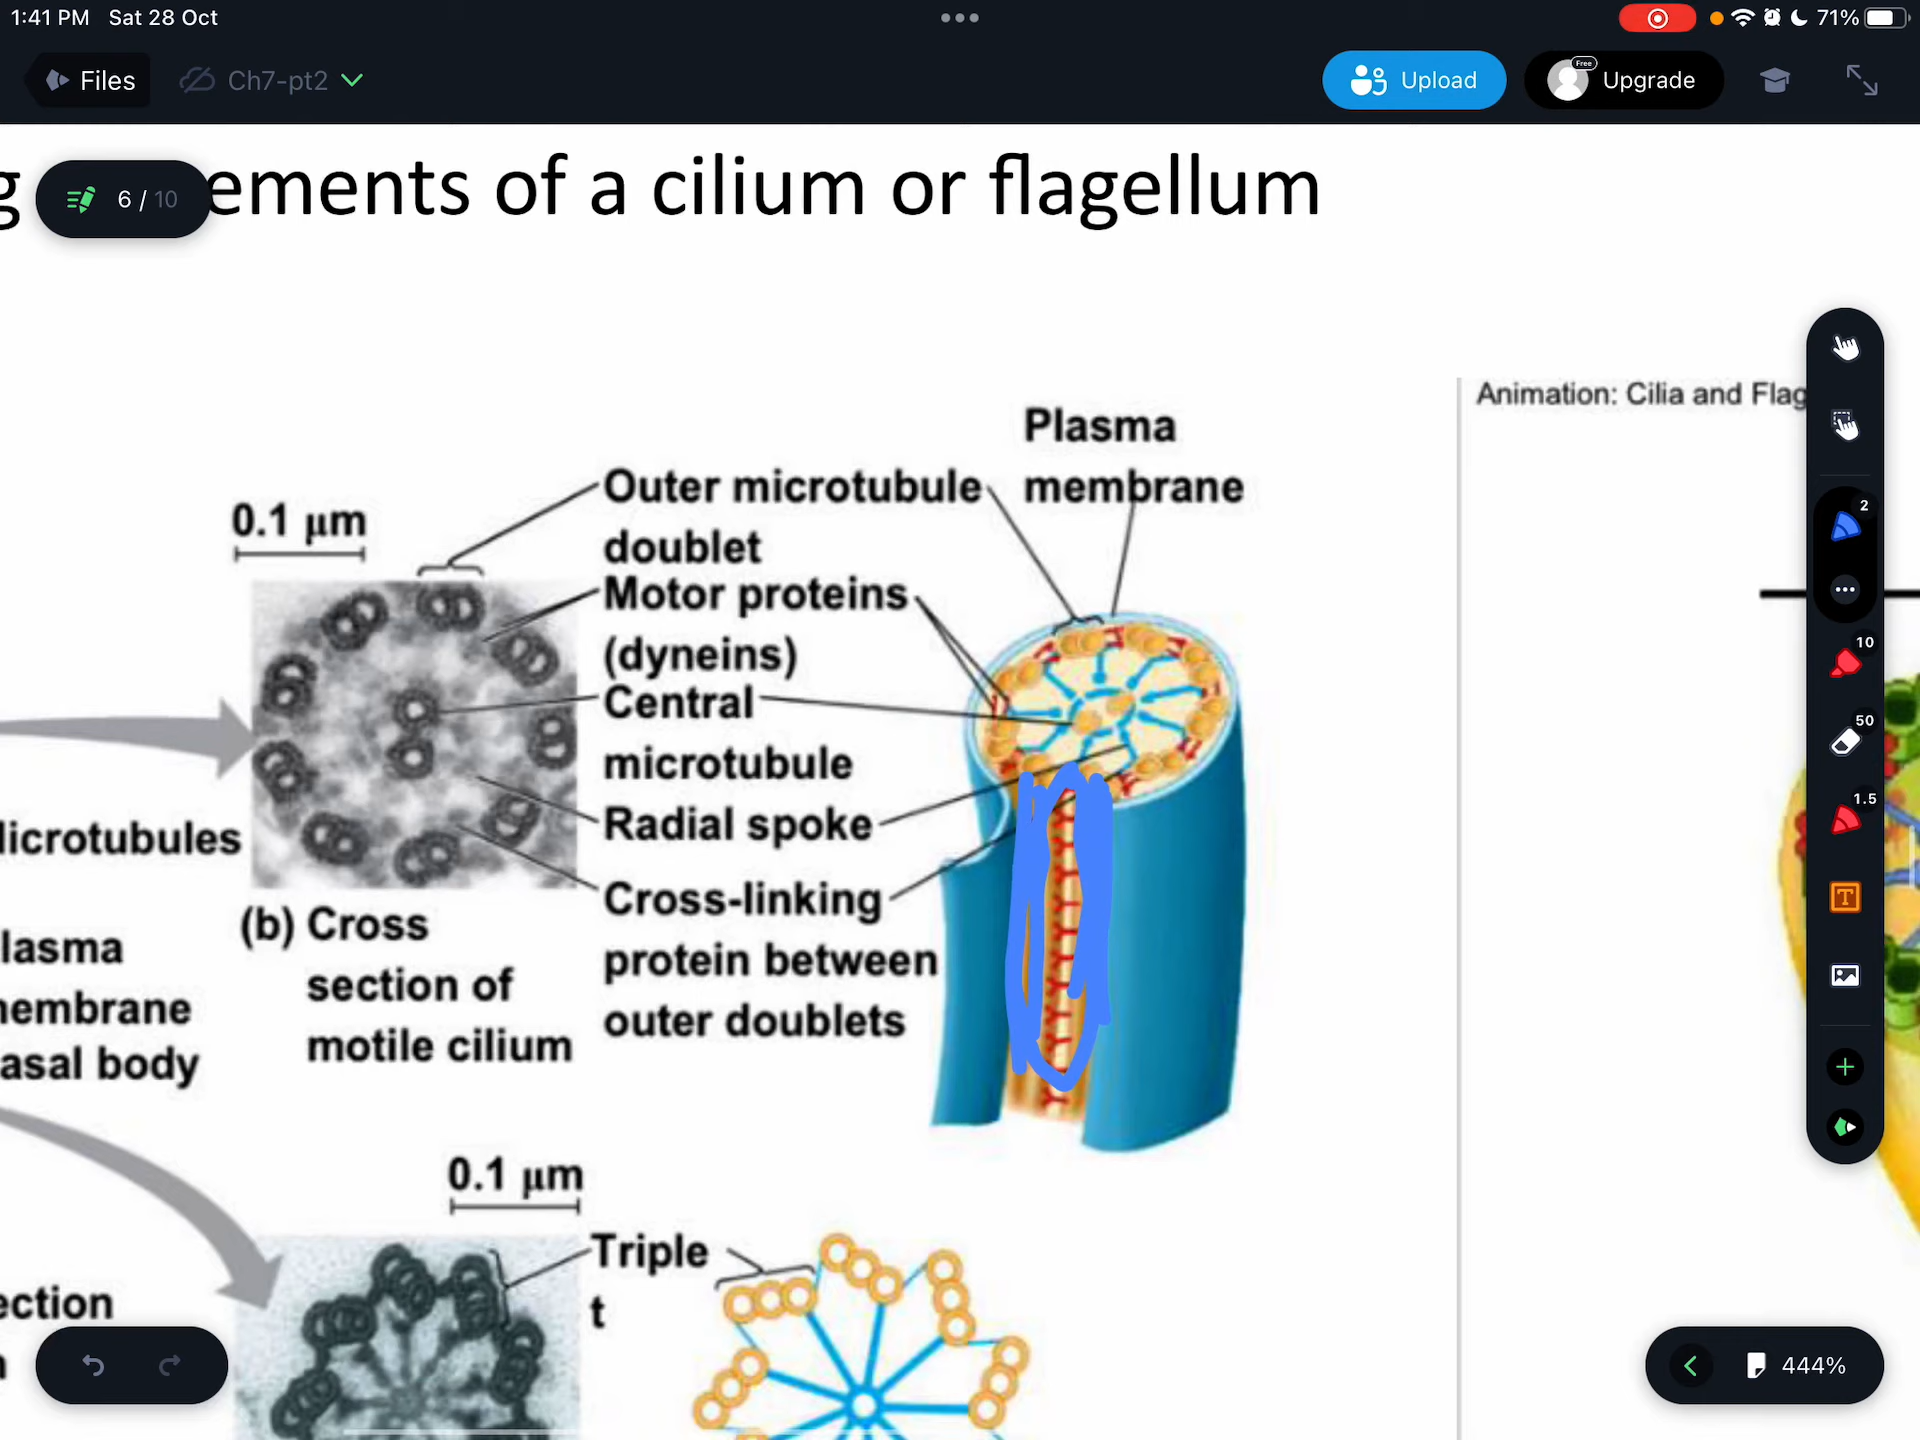 1:41 PM Sat 28 Oct
71%
Files
Ch7-pt2
Upload
Free
Upgrade
6 / 10
g ements of a cilium or flagellum
Animation: Cilia and Flag
Plasma
membrane
Outer microtubule
doublet
0.1 µm
Motor proteins
(dyneins)
Central
microtubule
Radial spoke
Cross-linking
protein between
outer doublets
(b) Cross
section of
motile cilium
licrotubules
lasma
nembrane
asal body
0.1 µm
Triple
t
ection
2
10
50
1.5
T
444%